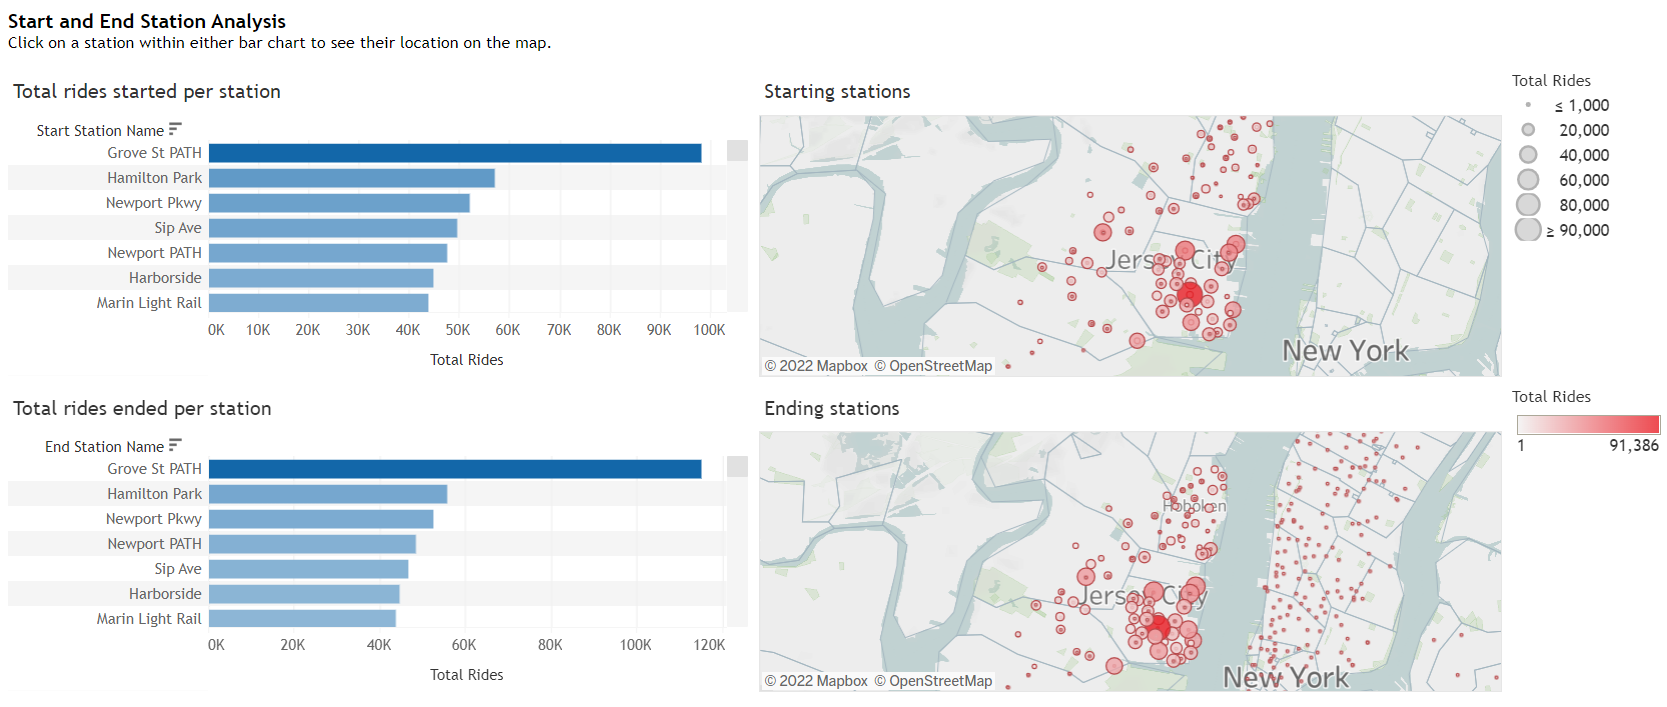 Start and End Station Analysis
Click on a station within either bar chart to see their location on the map.
Total rides started per station
Start Station Name
Grove St PATH
Hamilton Park
Newport Pkwy
Sip Ave
Newport PATH
Harborside
Marin Light Rail
0K 10K 20K 30K 40K 50K 60K 70K 80K 90K 100K
Total Rides
Starting stations
Jersey City
New York
© 2022 Mapbox © OpenStreetMap
Total Rides
≤ 1,000
20,000
40,000
60,000
80,000
≥ 90,000
Total rides ended per station
End Station Name
Grove St PATH
Hamilton Park
Newport Pkwy
Newport PATH
Sip Ave
Harborside
Marin Light Rail
0K 20K 40K 60K 80K 100K 120K
Total Rides
Ending stations
Hoboken
Jersey City
New York
© 2022 Mapbox © OpenStreetMap
Total Rides
1 91,386